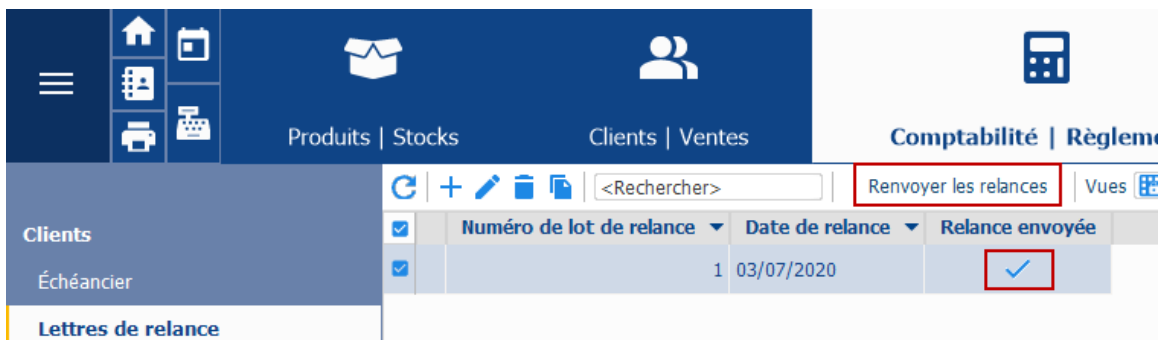 Produits | Stocks
Clients | Ventes
Comptabilité | Règleme
<Rechercher>
Renvoyer les relances
Vues
Clients
Échéancier
Lettres de relance
Numéro de lot de relance
Date de relance
Relance envoyée
1
03/07/2020